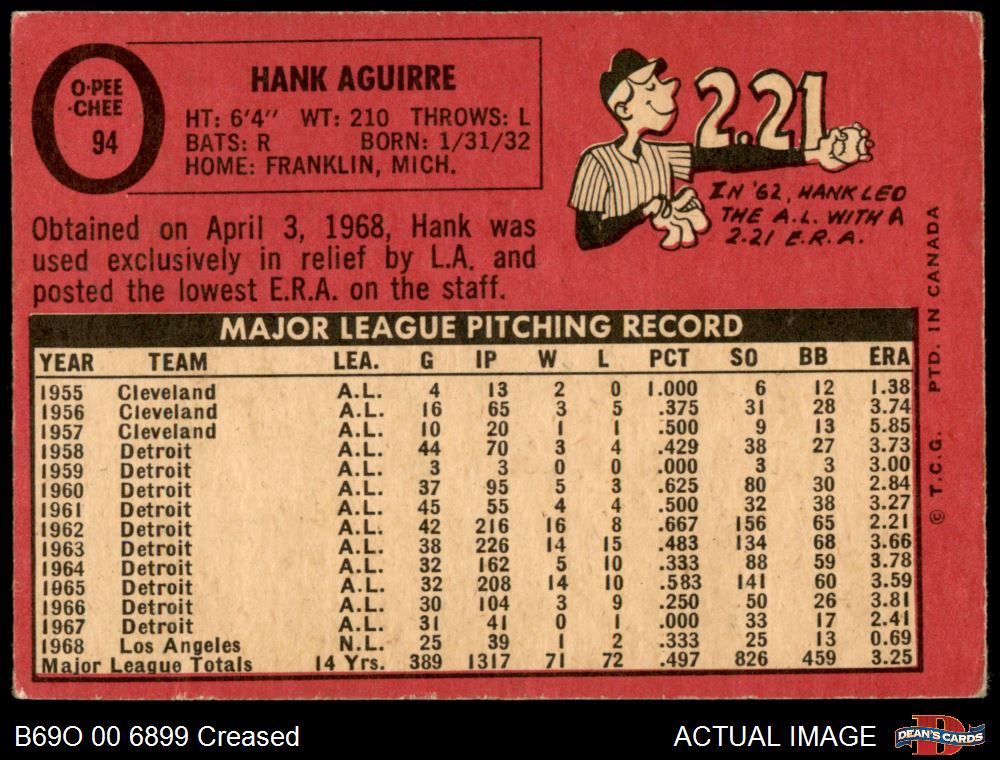 O-PEE
-CHEE
94
HANK AGUIRRE
HT: 6'4" WT: 210 THROWS: L
BATS: R BORN: 1/31/32
HOME: FRANKLIN, MICH.
2.21
IN '62, HANK LED
THE A.L. WITH A
2.21 E.R.A.
Obtained on April 3, 1968, Hank was
used exclusively in relief by L.A. and
posted the lowest E.R.A. on the staff.
MAJOR LEAGUE PITCHING RECORD
YEAR TEAM LEA. G IP W L PCT SO BB ERA
1955 Cleveland A.L. 4 13 2 0 1.000 6 12 1.38
1956 Cleveland A.L. 16 65 3 5 .375 31 28 3.74
1957 Cleveland A.L. 10 20 1 1 .500 9 13 5.85
1958 Detroit A.L. 44 70 3 4 .429 38 27 3.73
1959 Detroit A.L. 3 3 0 0 .000 3 3 3.00
1960 Detroit A.L. 37 95 5 3 .625 80 30 2.84
1961 Detroit A.L. 45 55 4 4 .500 32 38 3.27
1962 Detroit A.L. 42 216 16 8 .667 156 65 2.21
1963 Detroit A.L. 38 226 14 15 .483 134 68 3.66
1964 Detroit A.L. 32 162 5 10 .333 88 59 3.78
1965 Detroit A.L. 32 208 14 10 .583 141 60 3.59
1966 Detroit A.L. 30 104 3 9 .250 50 26 3.81
1967 Detroit A.L. 31 41 0 1 .000 33 17 2.41
1968 Los Angeles N.L. 25 39 1 2 .333 25 13 0.69
Major League Totals 14 Yrs. 389 1317 71 72 .497 826 459 3.25
© T.C.G. PTD. IN CANADA
B69O 00 6899 Creased
ACTUAL IMAGE
DEAN'S CARDS